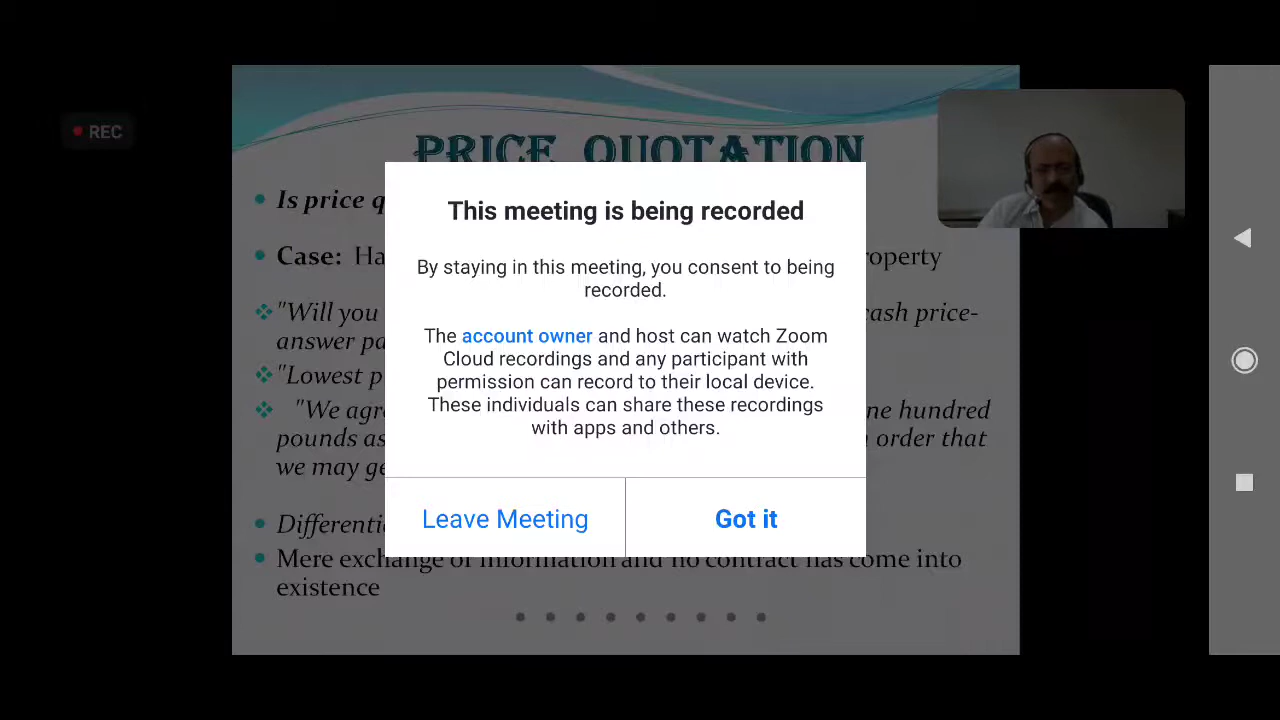 REC
PRICE QUOTATION
Is price q
Case: Ha
roperty
"Will you
cash price-
answer pa
"Lowest p
"We agre
ne hundred
pounds as
order that
we may ge
Differenti
Mere exchange of information and no contract has come into
existence
This meeting is being recorded
By staying in this meeting, you consent to being
recorded.
The account owner and host can watch Zoom
Cloud recordings and any participant with
permission can record to their local device.
These individuals can share these recordings
with apps and others.
Leave Meeting
Got it